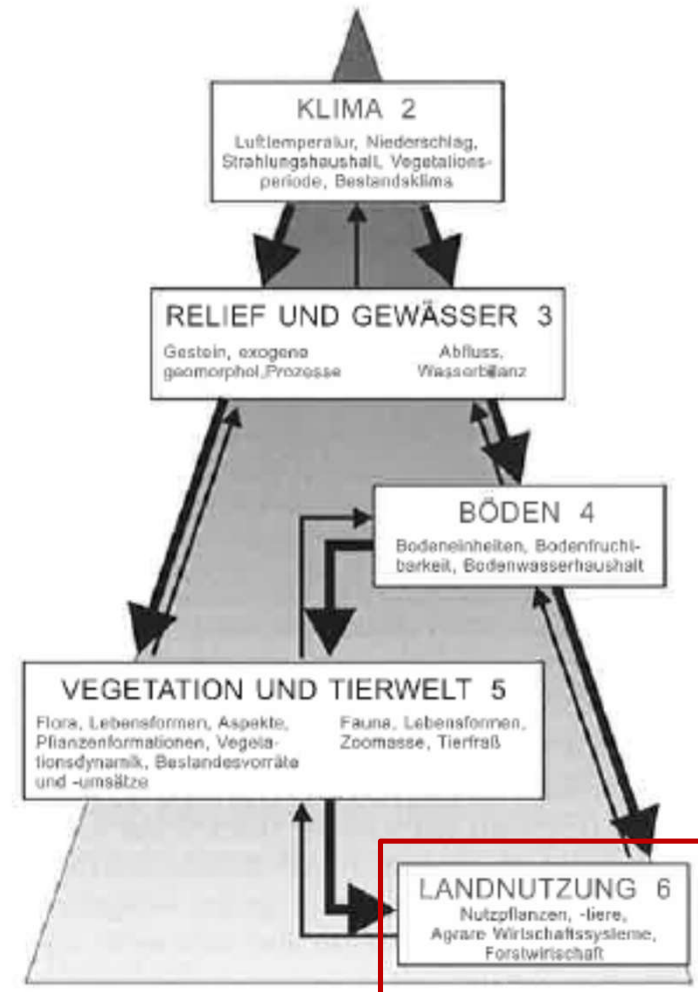 KLIMA 2
Lufttemperatur, Niederschlag,
Strahlungshaushalt, Vegetations-
periode, Bestandsklima
RELIEF UND GEWÄSSER 3
Gestein, exogene
geomorphol.Prozesse
Abfluss,
Wasserbilanz
BÖDEN 4
Bodeneinheiten, Bodenfrucht-
barkeit, Bodenwasserhaushalt
VEGETATION UND TIERWELT 5
Flora, Lebensformen, Aspekte,
Pflanzenformationen, Vegeta-
tionsdynamik, Bestandesvorräte
und -umsätze
Fauna, Lebensformen,
Zoomasse, Tierfraß
LANDNUTZUNG 6
Nutzpflanzen, -tiere,
Agrare Wirtschaftssysteme,
Forstwirtschaft